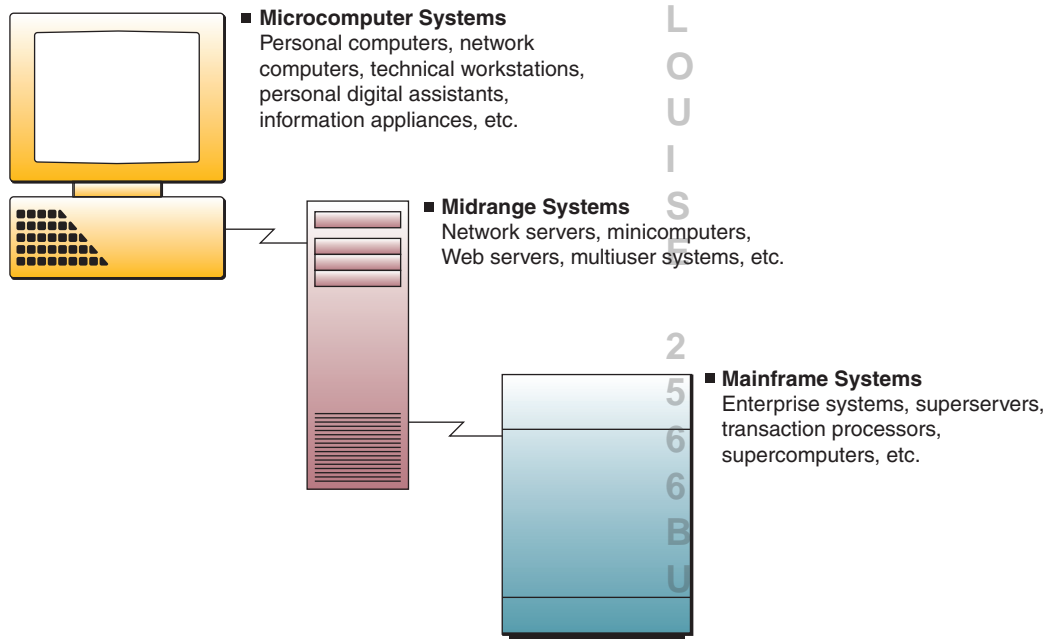 ■ Microcomputer Systems
Personal computers, network
computers, technical workstations,
personal digital assistants,
information appliances, etc.
■ Midrange Systems
Network servers, minicomputers,
Web servers, multiuser systems, etc.
■ Mainframe Systems
Enterprise systems, superservers,
transaction processors,
supercomputers, etc.
L
O
U
I
S
E
2
5
6
6
B
U